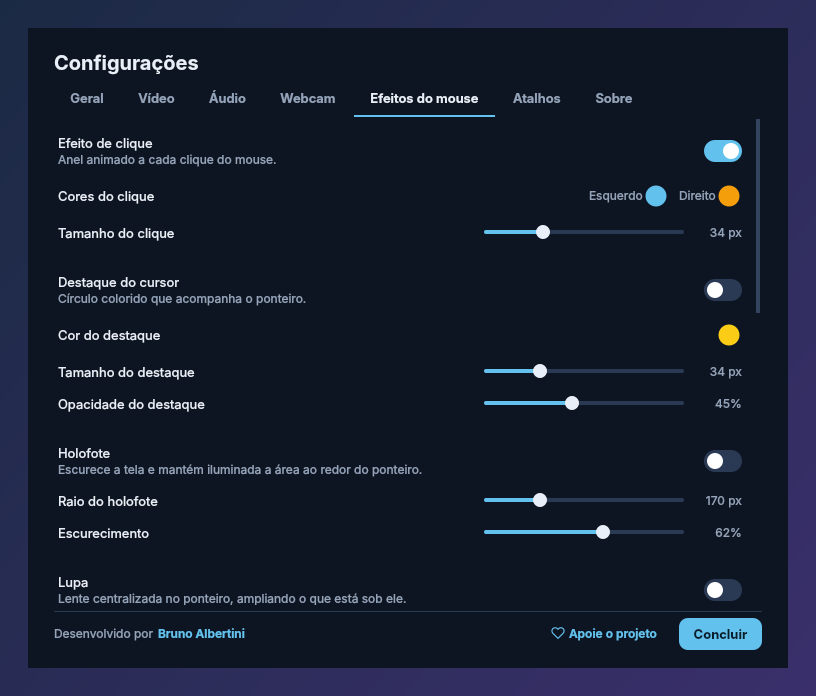 Configurações
Geral Vídeo Áudio Webcam Efeitos do mouse Atalhos Sobre
Efeito de clique
Anel animado a cada clique do mouse.
Cores do clique Esquerdo Direito
Tamanho do clique 34 px
Destaque do cursor
Círculo colorido que acompanha o ponteiro.
Cor do destaque
Tamanho do destaque 34 px
Opacidade do destaque 45%
Holofote
Escurece a tela e mantém iluminada a área ao redor do ponteiro.
Raio do holofote 170 px
Escurecimento 62%
Lupa
Lente centralizada no ponteiro, ampliando o que está sob ele.
Desenvolvido por Bruno Albertini Apoie o projeto Concluir